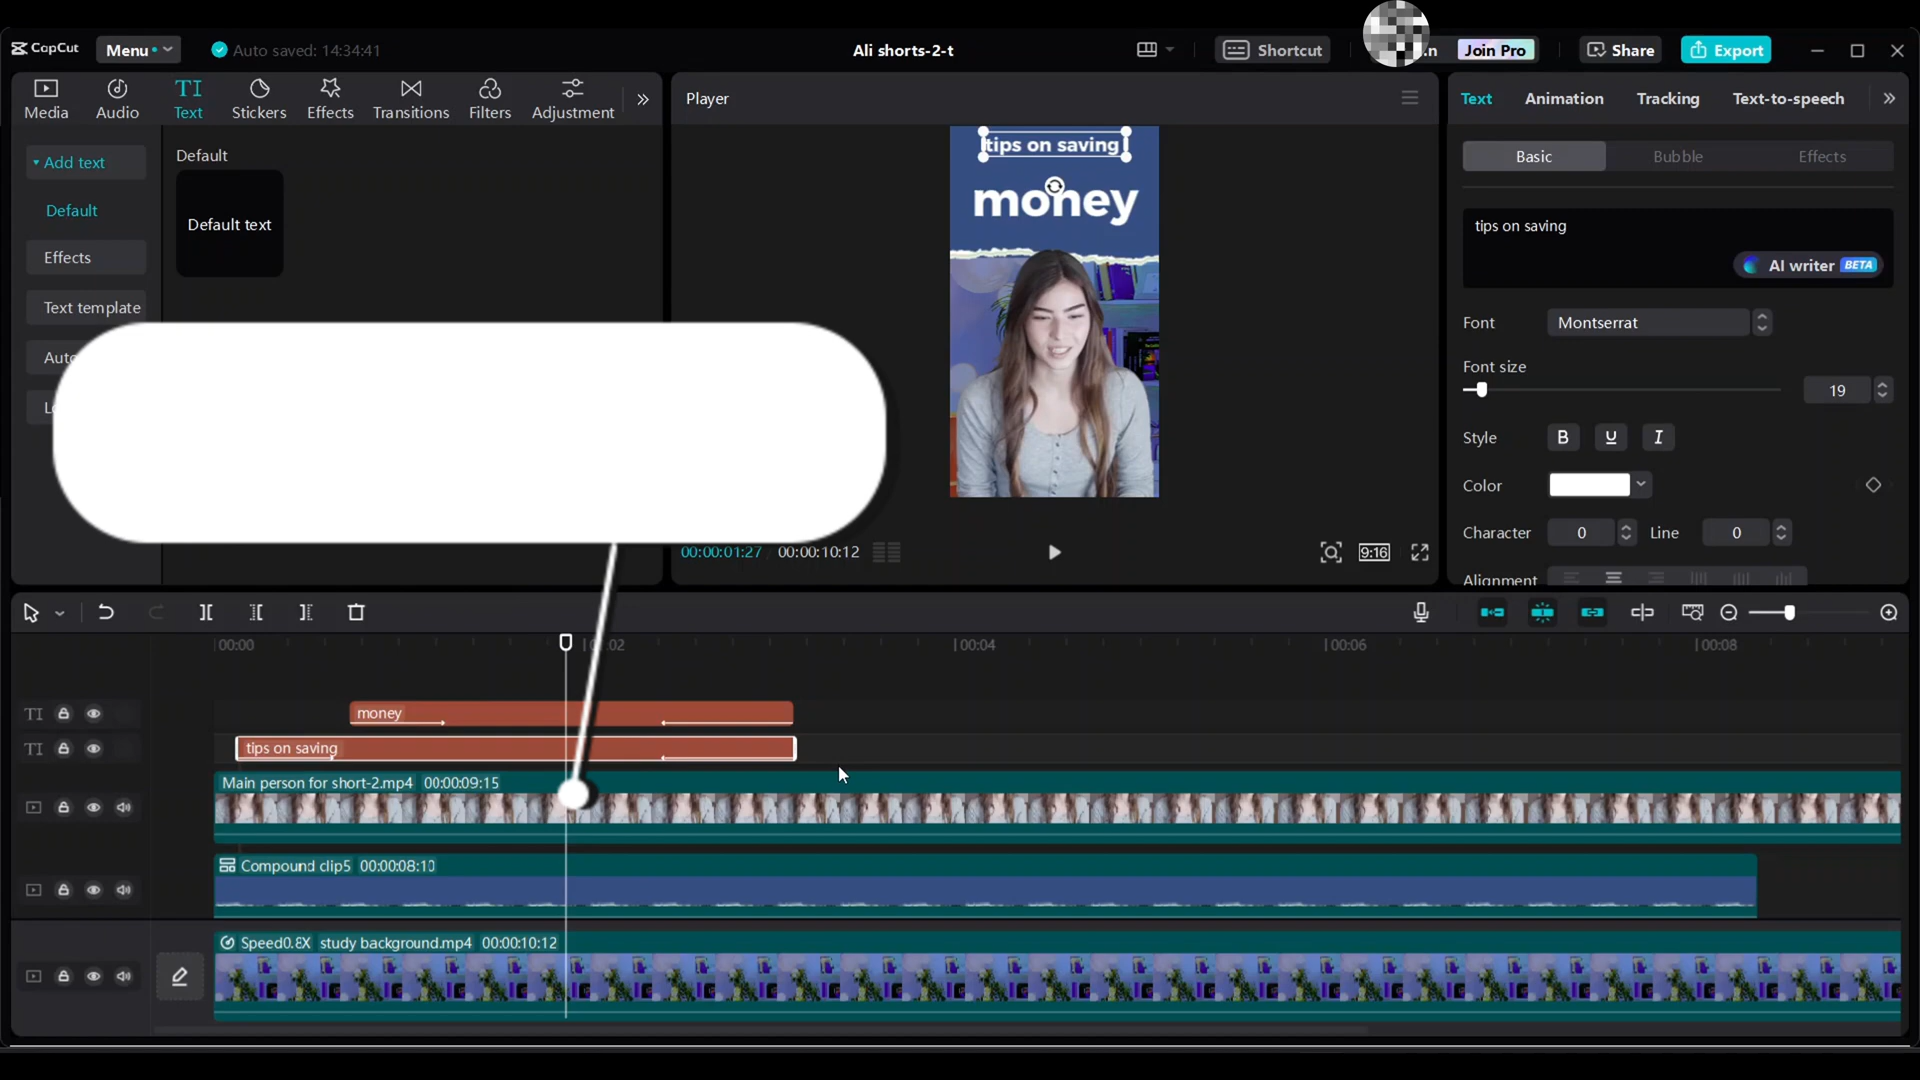 CapCut
Menu
Auto saved: 14:34:41
Ali shorts-2-t
Shortcut
Join Pro
Share
Export
Media
Audio
Text
Stickers
Effects
Transitions
Filters
Adjustment
Player
Text
Animation
Tracking
Text-to-speech
Add text
Default
Effects
Text template
Default
Default text
tips on saving
money
Basic
Bubble
Effects
tips on saving
AI writer BETA
Font
Montserrat
Font size
19
Style
B U I
Color
Character
0
Line
0
Alignment
00:00:01:27
00:00:10:12
9:16
00:00
00:04
00:06
00:08
TI
money
TI
tips on saving
Main person for short-2.mp4 00:00:09:15
Compound clip5 00:00:08:10
Speed0.8X study background.mp4 00:00:10:12